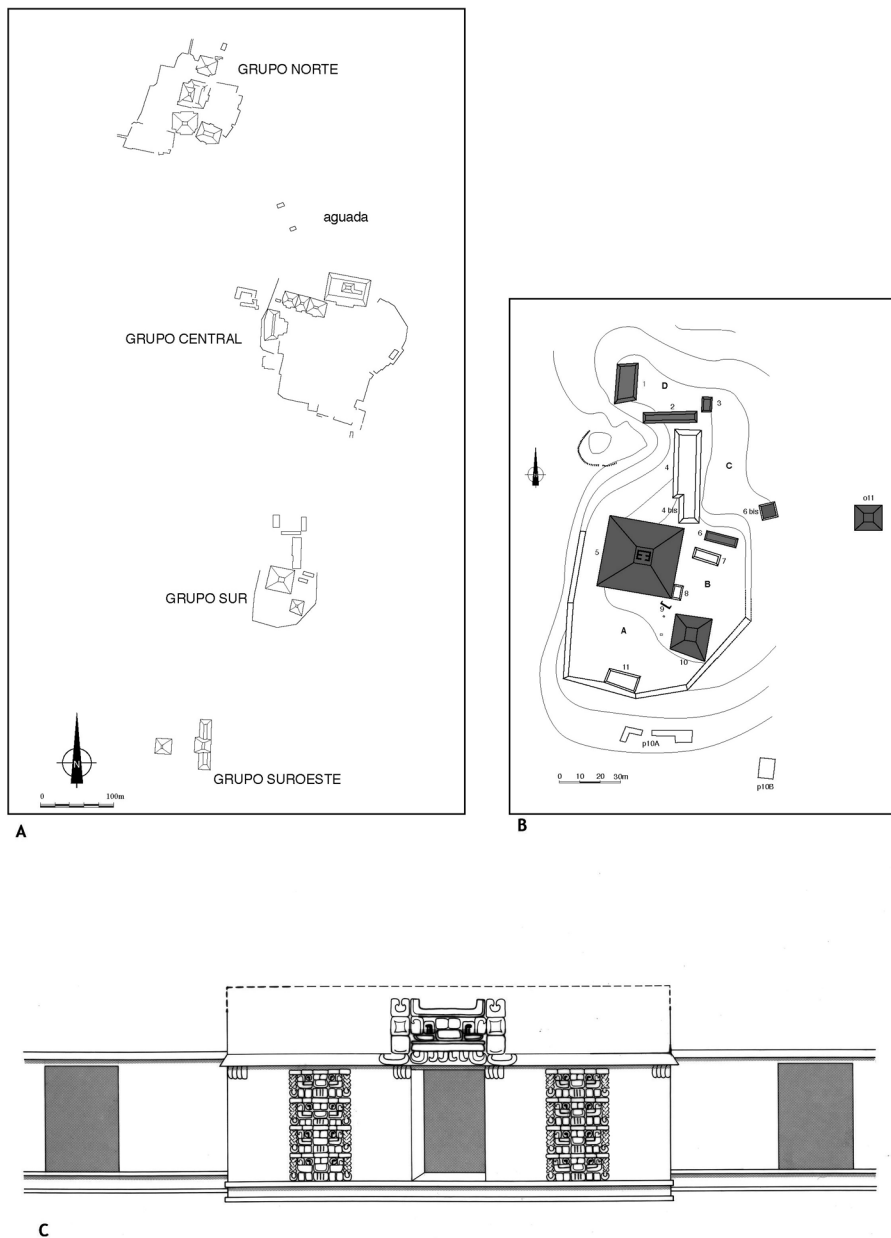 GRUPO NORTE
aguada
GRUPO CENTRAL
GRUPO SUR
N
GRUPO SUROESTE
0 100m
A
1
D
2
3
4
C
o11
4 bis
6 bis
5
6
7
B
8
9
A
10
11
p10A
0 10 20 30m
p10B
B
C